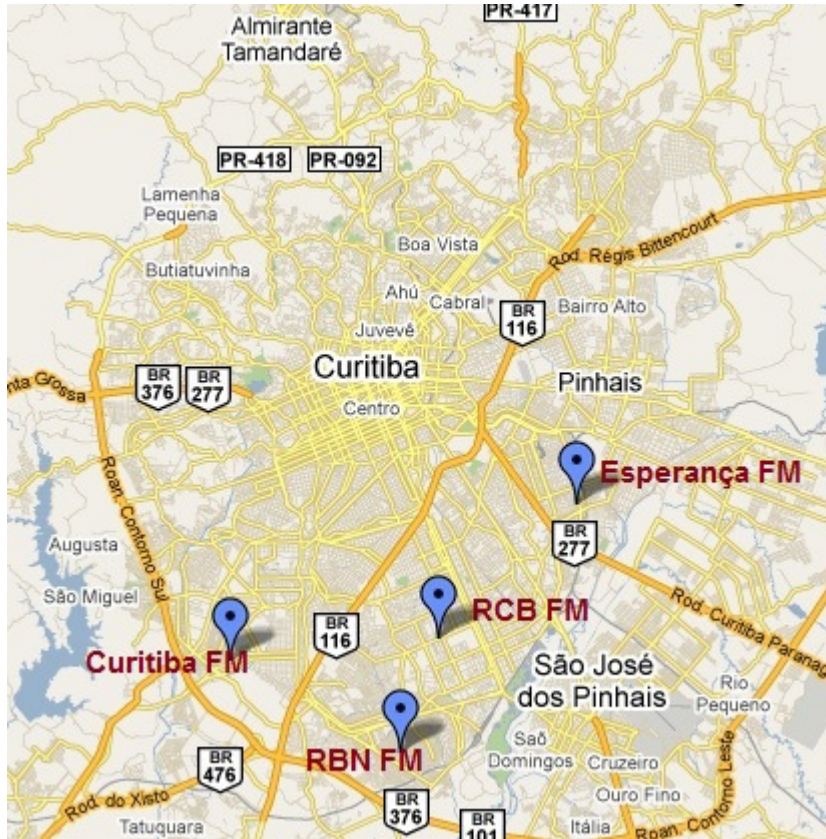 PR-417
Almirante
Tamandaré
PR-418
PR-092
Lamenha
Pequena
Boa Vista
Rod. Régis Bittencourt
Butiatuvinha
Ahú
Cabral
Bairro Alto
BR
116
Juvevê
Curitiba
Pinhais
BR
376
BR
277
nta Grossa
Centro
Esperança FM
Roan. Contorno Sul
Augusta
BR
277
São Miguel
RCB FM
Rod. Curitiba Paranag
BR
116
Curitiba FM
São José
dos Pinhais
Rio
Pequeno
RBN FM
Saõ
Domingos
Cruzeiro
BR
476
Rod. do Xisto
BR
376
Ouro Fino
Roan. Contorno Leste
Tatuquara
BR
101
Itália